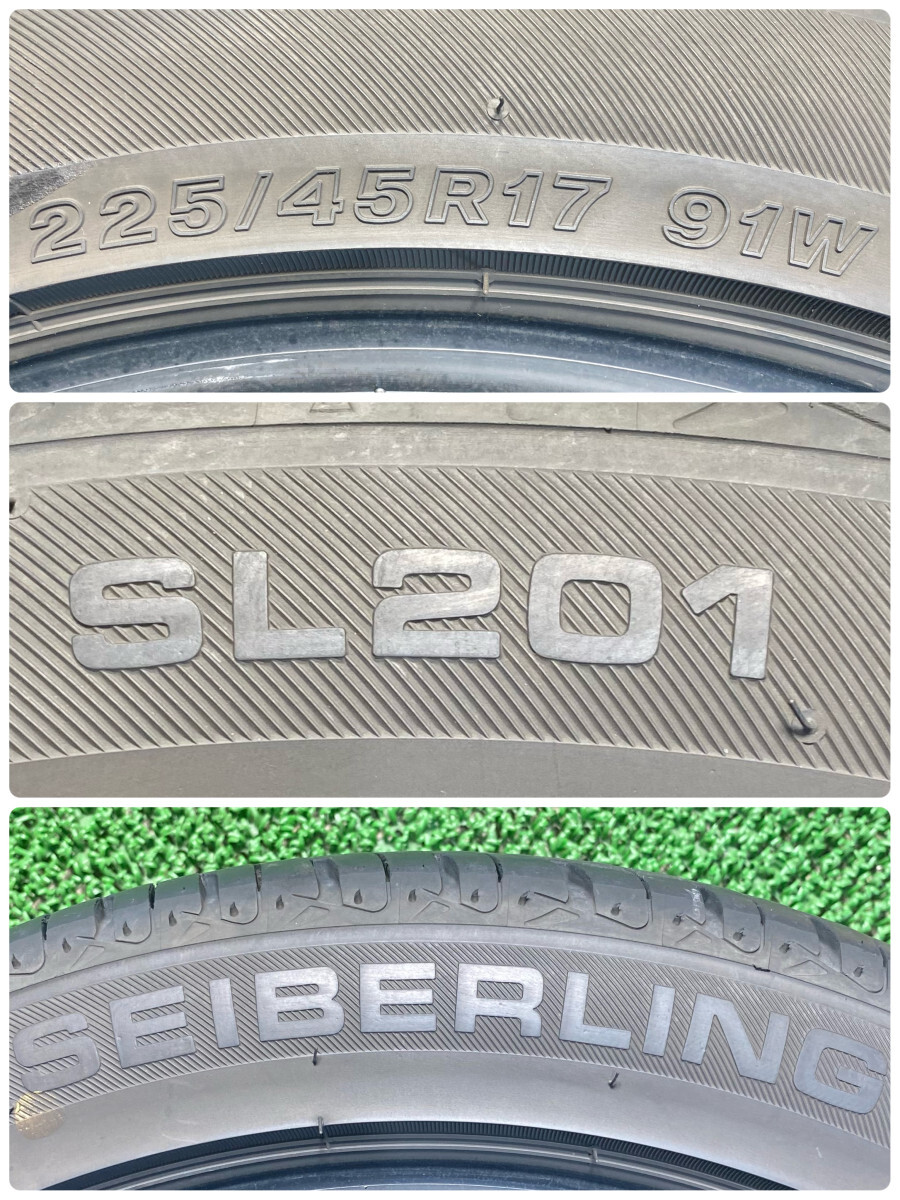 225/45R17 91W
SL201
SEIBERLING